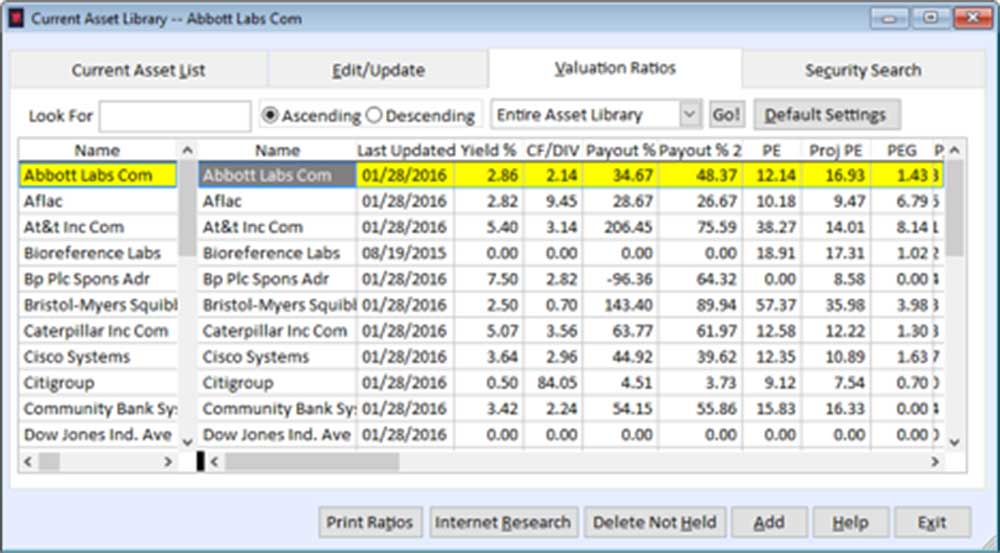 Current Asset Library -- Abbott Labs Com
Current Asset List Edit/Update Valuation Ratios Security Search
Look For Ascending Descending Entire Asset Library Go! Default Settings
Name Name Last Updated Yield % CF/DIV Payout % Payout % 2 PE Proj PE PEG P
Abbott Labs Com Abbott Labs Com 01/28/2016 2.86 2.14 34.67 48.37 12.14 16.93 1.43
Aflac Aflac 01/28/2016 2.82 9.45 28.67 26.67 10.18 9.47 6.79
At&t Inc Com At&t Inc Com 01/28/2016 5.40 3.14 206.45 75.59 38.27 14.01 8.14
Bioreference Labs Bioreference Labs 08/19/2015 0.00 0.00 0.00 0.00 18.91 17.31 1.02
Bp Plc Spons Adr Bp Plc Spons Adr 01/28/2016 7.50 2.82 -96.36 64.32 0.00 8.58 0.00
Bristol-Myers Squibl Bristol-Myers Squibb 01/28/2016 2.50 0.70 143.40 89.94 57.37 35.98 3.98
Caterpillar Inc Com Caterpillar Inc Com 01/28/2016 5.07 3.56 63.77 61.97 12.58 12.22 1.30
Cisco Systems Cisco Systems 01/28/2016 3.64 2.96 44.92 39.62 12.35 10.89 1.63
Citigroup Citigroup 01/28/2016 0.50 84.05 4.51 3.73 9.12 7.54 0.70
Community Bank Sy Community Bank Sy 01/28/2016 3.42 2.24 54.15 55.86 15.83 16.33 0.00
Dow Jones Ind. Ave Dow Jones Ind. Ave 01/28/2016 0.00 0.00 0.00 0.00 0.00 0.00 0.00
Print Ratios Internet Research Delete Not Held Add Help Exit